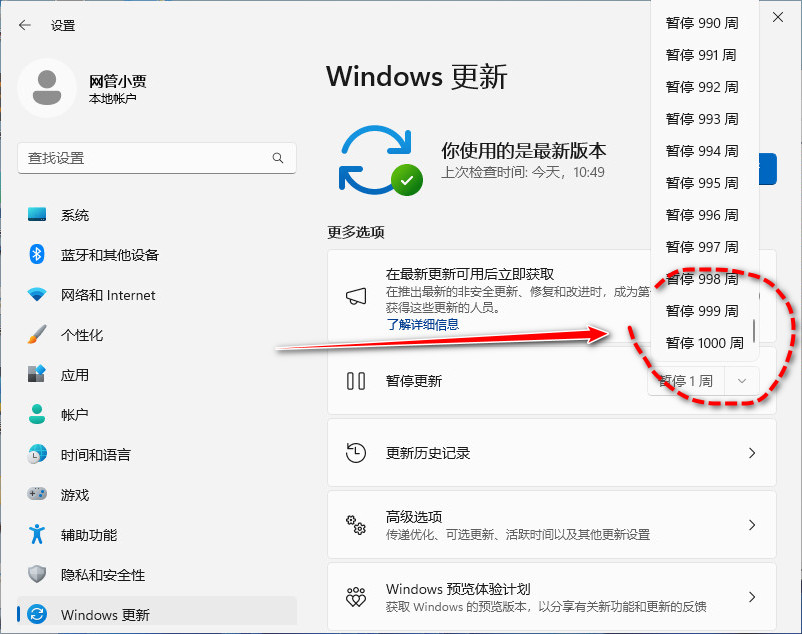 设置
网管小贾
本地帐户
查找设置
系统
蓝牙和其他设备
网络和 Internet
个性化
应用
帐户
时间和语言
游戏
辅助功能
隐私和安全性
Windows 更新
Windows 更新
你使用的是最新版本
上次检查时间: 今天，10:49
更多选项
在最新更新可用后立即获取
在推出最新的非安全更新、修复和改进时，成为第一
获得这些更新的人员。
了解详细信息
暂停更新
暂停 990 周
暂停 991 周
暂停 992 周
暂停 993 周
暂停 994 周
暂停 995 周
暂停 996 周
暂停 997 周
暂停 998 周
暂停 999 周
暂停 1000 周
暂停 1 周
更新历史记录
高级选项
传递优化、可选更新、活跃时间以及其他更新设置
Windows 预览体验计划
获取 Windows 的预览版本，以分享有关新功能和更新的反馈